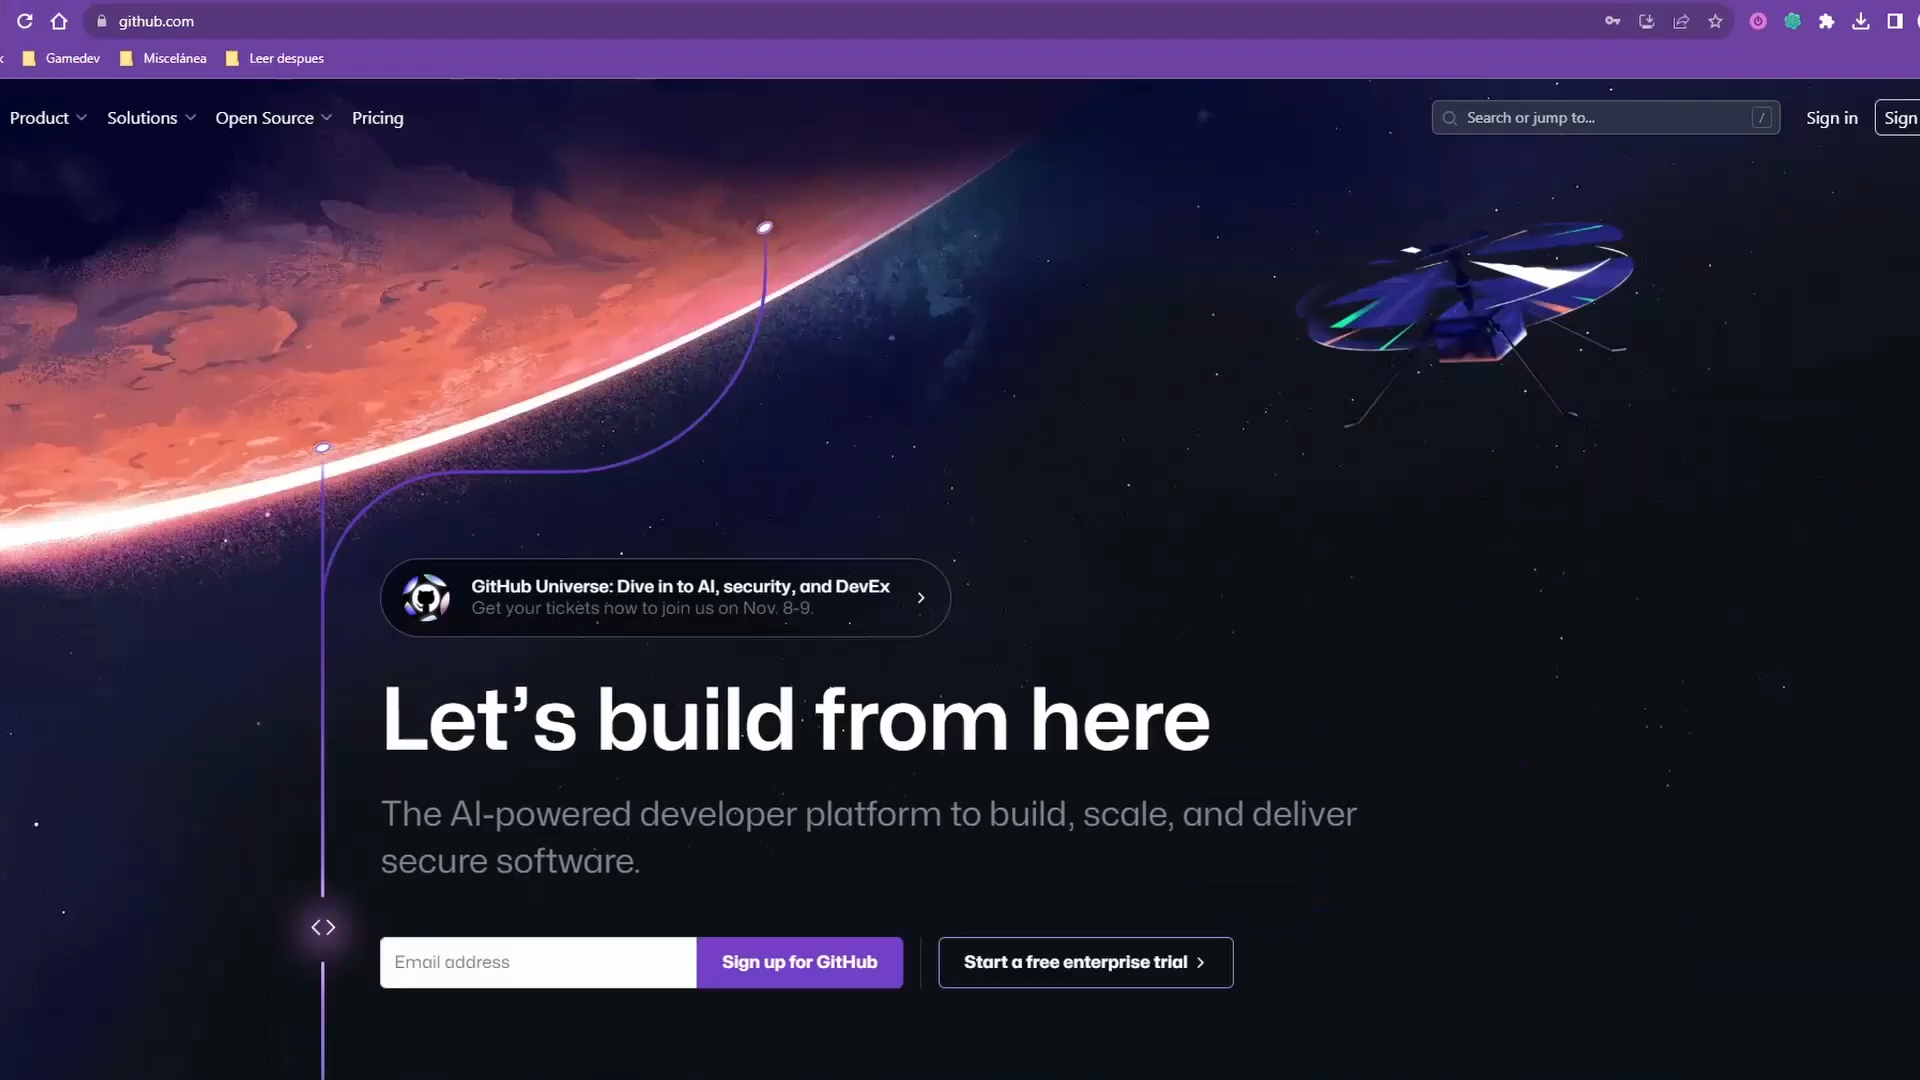 github.com
Gamedev
Miscelánea
Leer despues
Product
Solutions
Open Source
Pricing
Search or jump to...
/
Sign in
Sign
GitHub Universe: Dive in to AI, security, and DevEx
Get your tickets now to join us on Nov. 8-9.
Let’s build from here
The AI-powered developer platform to build, scale, and deliver
secure software.
Email address
Sign up for GitHub
Start a free enterprise trial